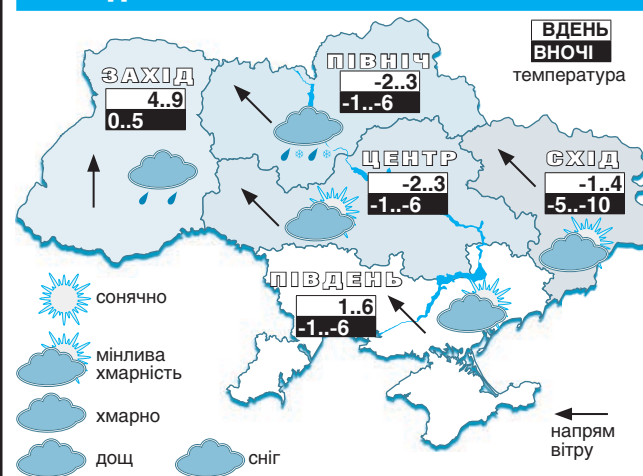 ВДЕНЬ
ВНОЧІ
температура
ЗАХІД
4..9
0..5
ПІВНІЧ
-2..3
-1..-6
ЦЕНТР
-2..3
-1..-6
СХІД
-1..4
-5..-10
ПІВДЕНЬ
1..6
-1..-6
сонячно
мінлива
хмарність
хмарно
дощ
сніг
напрям
вітру